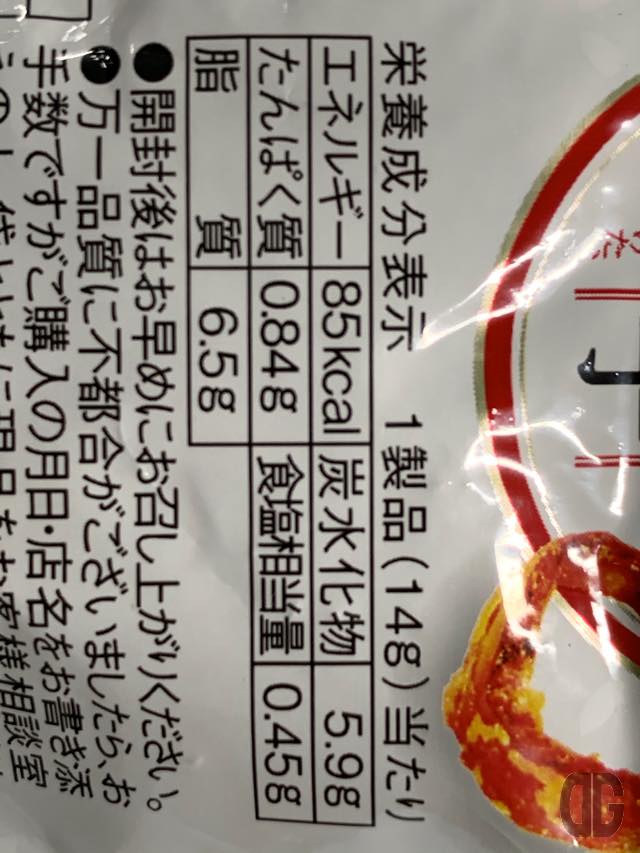 栄養成分表示 1製品(14g)当たり
エネルギー 85kcal 炭水化物 5.9g
たんぱく質 0.84g 食塩相当量 0.45g
脂質 6.5g
●開封後はお早めにお召し上がりください。
●万一品質に不都合がございましたら、お
手数ですがご購入の月日・店名をお書き添